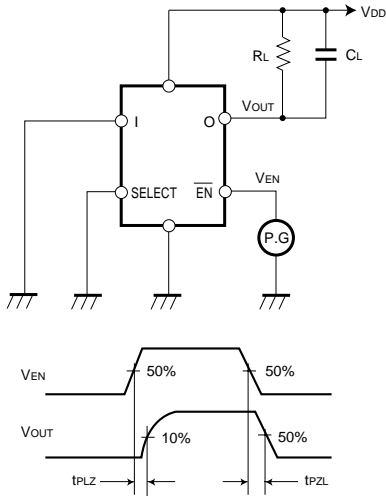 VDD
RL
CL
VOUT
I
O
VEN
SELECT
EN
P.G
VEN
50%
50%
VOUT
10%
50%
tPLZ
tPZL